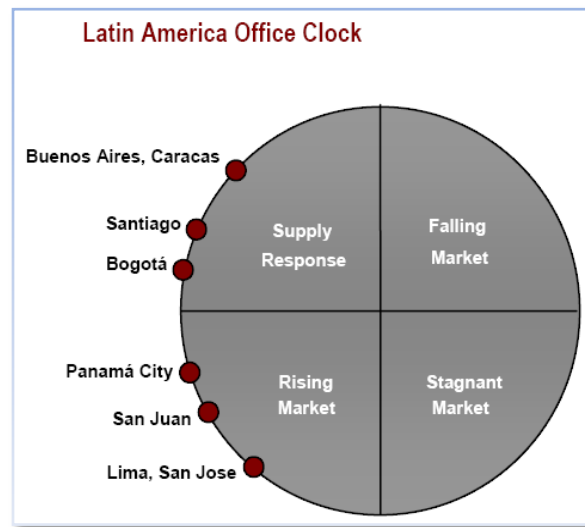 Latin America Office Clock
Buenos Aires, Caracas
Santiago
Bogotá
Supply
Response
Falling
Market
Panamá City
San Juan
Lima, San Jose
Rising
Market
Stagnant
Market